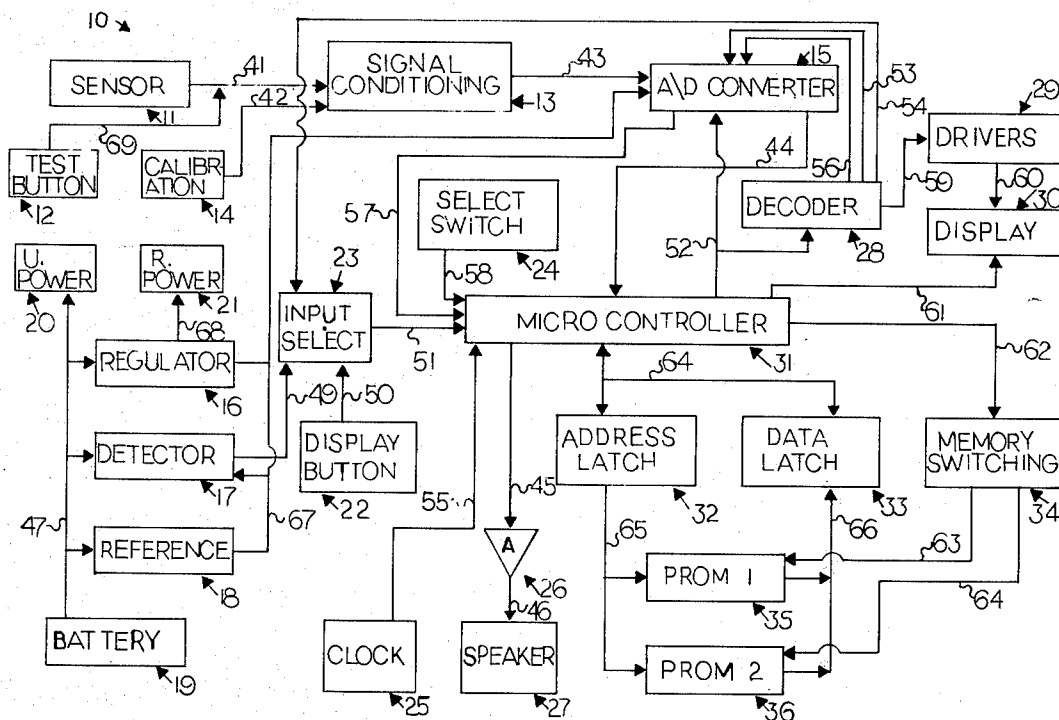 10
SENSOR
11
41
42
SIGNAL
CONDITIONING
13
43
15
A\D CONVERTER
53
54
29
DRIVERS
69
TEST
BUTTON
12
CALIBR-
ATION
14
44
56
59
60
30
57
SELECT
SWITCH
24
52
DECODER
28
DISPLAY
U.
POWER
20
R.
POWER
21
23
58
INPUT
SELECT
51
MICRO CONTROLLER
31
61
68
REGULATOR
16
49
50
64
62
DETECTOR
17
DISPLAY
BUTTON
22
ADDRESS
LATCH
32
DATA
LATCH
33
MEMORY
SWITCHING
34
47
67
55
45
65
66
63
REFERENCE
18
A
26
PROM 1
35
64
46
BATTERY
19
CLOCK
25
SPEAKER
27
PROM 2
36